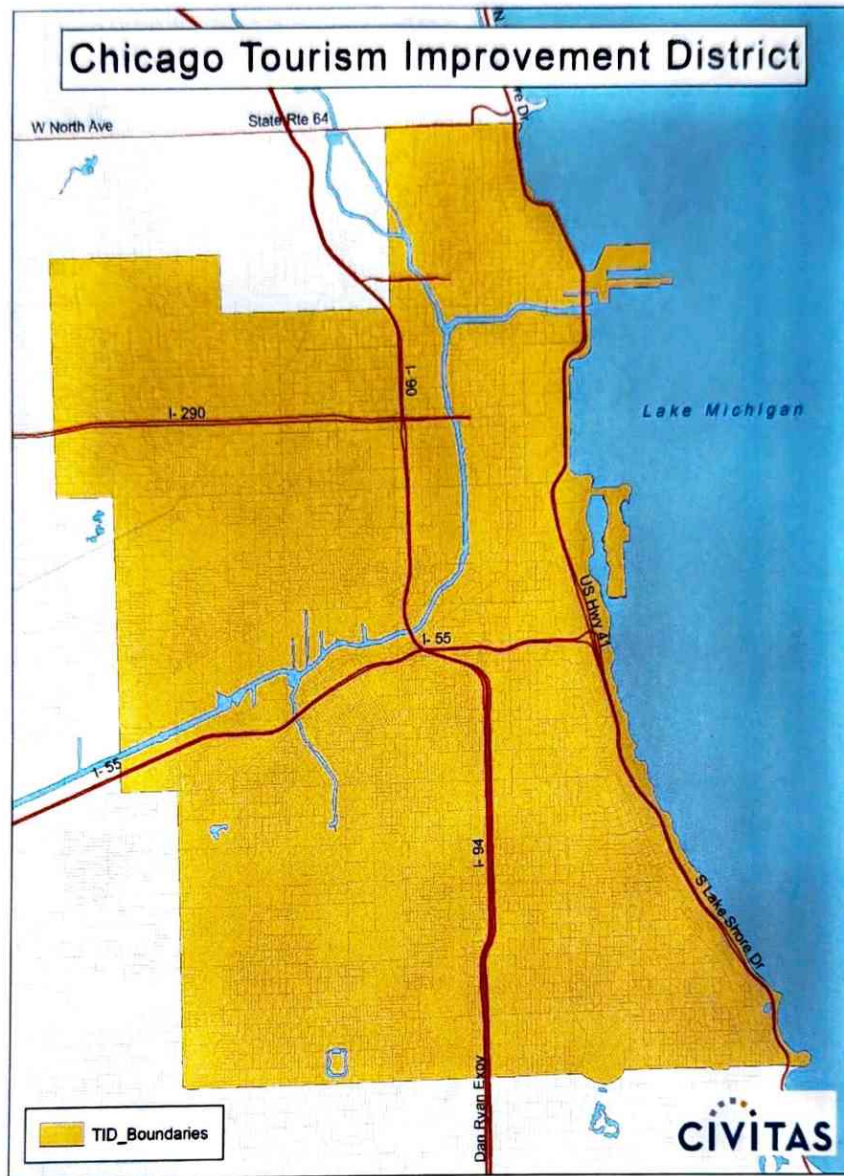 Chicago Tourism Improvement District
W North Ave
State Rte 64
I- 90
I- 290
Lake Michigan
US Hwy 41
I- 55
I- 55
I- 94
S Lake Shore Dr
Dan Ryan Expy
TID_Boundaries
CIVITAS